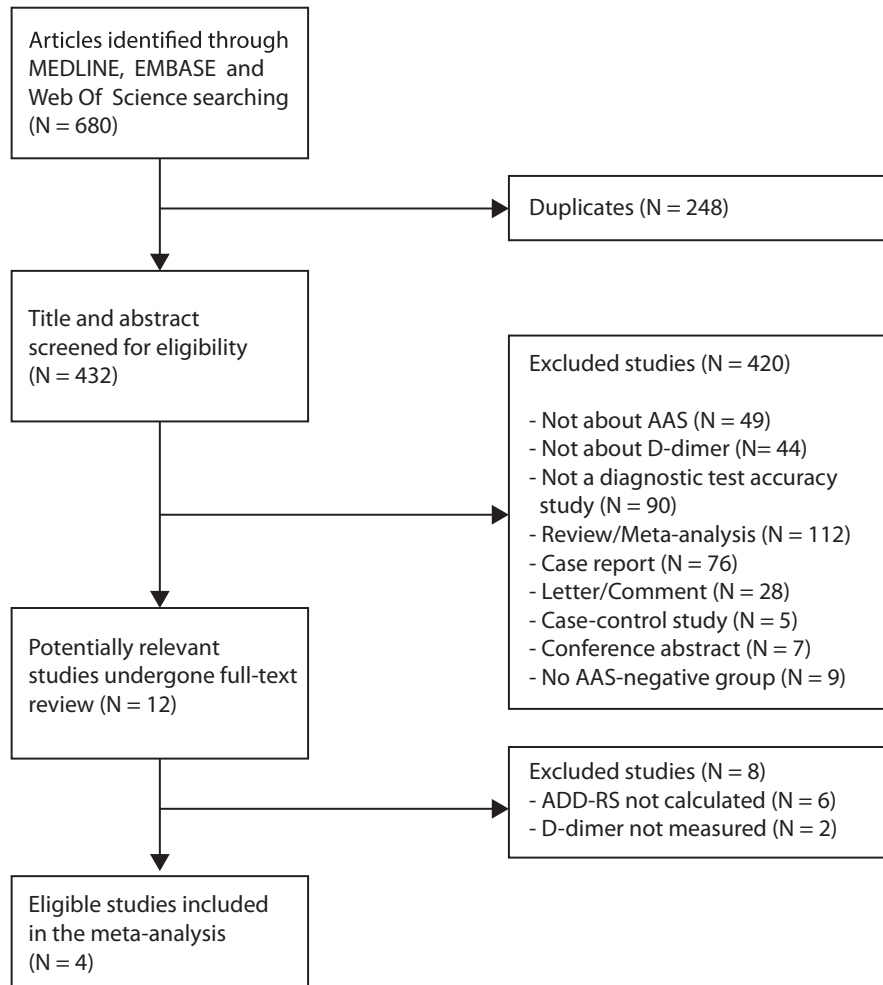 Articles identified through
MEDLINE, EMBASE and
Web Of Science searching
(N = 680)
Duplicates (N = 248)
Title and abstract
screened for eligibility
(N = 432)
Excluded studies (N = 420)
- Not about AAS (N = 49)
- Not about D-dimer (N= 44)
- Not a diagnostic test accuracy
study (N = 90)
- Review/Meta-analysis (N = 112)
- Case report (N = 76)
- Letter/Comment (N = 28)
- Case-control study (N = 5)
- Conference abstract (N = 7)
- No AAS-negative group (N = 9)
Potentially relevant
studies undergone full-text
review (N = 12)
Excluded studies (N = 8)
- ADD-RS not calculated (N = 6)
- D-dimer not measured (N = 2)
Eligible studies included
in the meta-analysis
(N = 4)